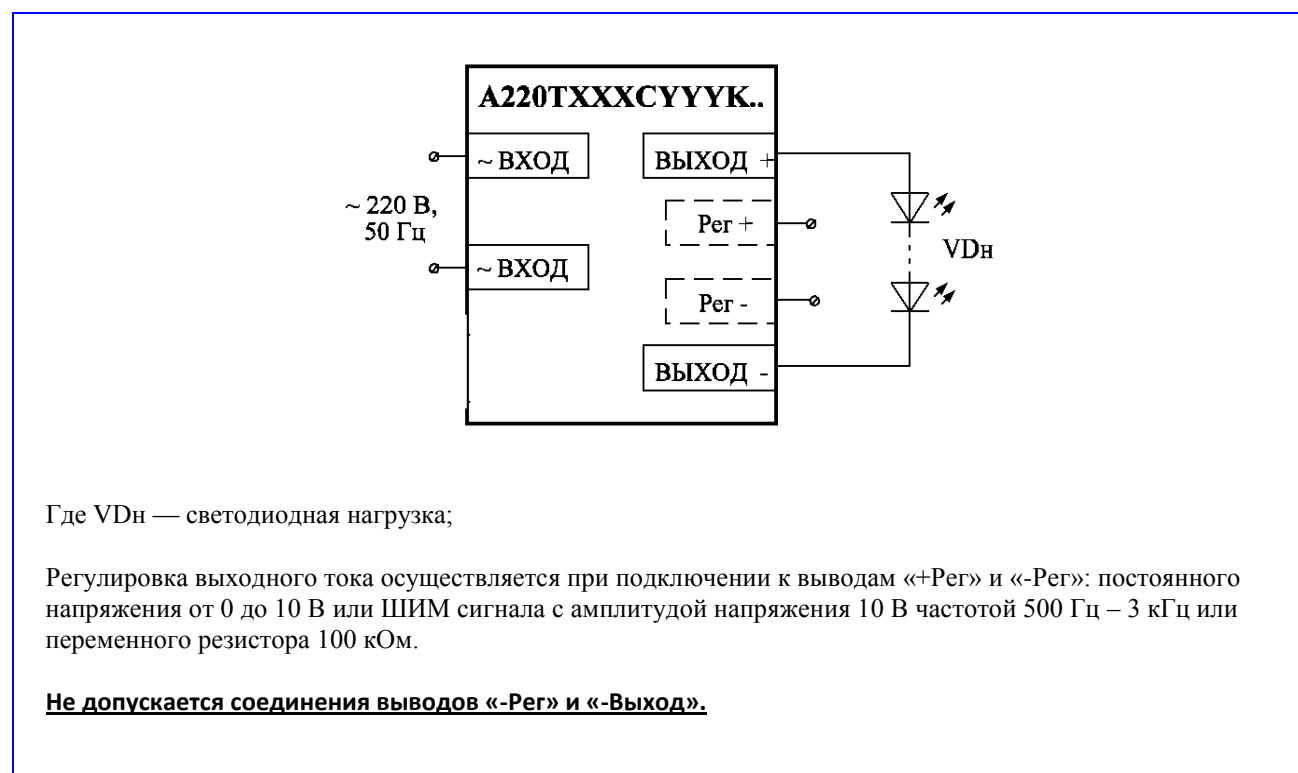 A220TXXXCYYYK..
~ ВХОД
ВЫХОД +
~ 220 В,
50 Гц
Рег +
VDн
~ ВХОД
Рег -
ВЫХОД -
Где VDн — светодиодная нагрузка;
Регулировка выходного тока осуществляется при подключении к выводам «+Рег» и «-Рег»: постоянного
напряжения от 0 до 10 В или ШИМ сигнала с амплитудой напряжения 10 В частотой 500 Гц – 3 кГц или
переменного резистора 100 кОм.
Не допускается соединения выводов «-Рег» и «-Выход».